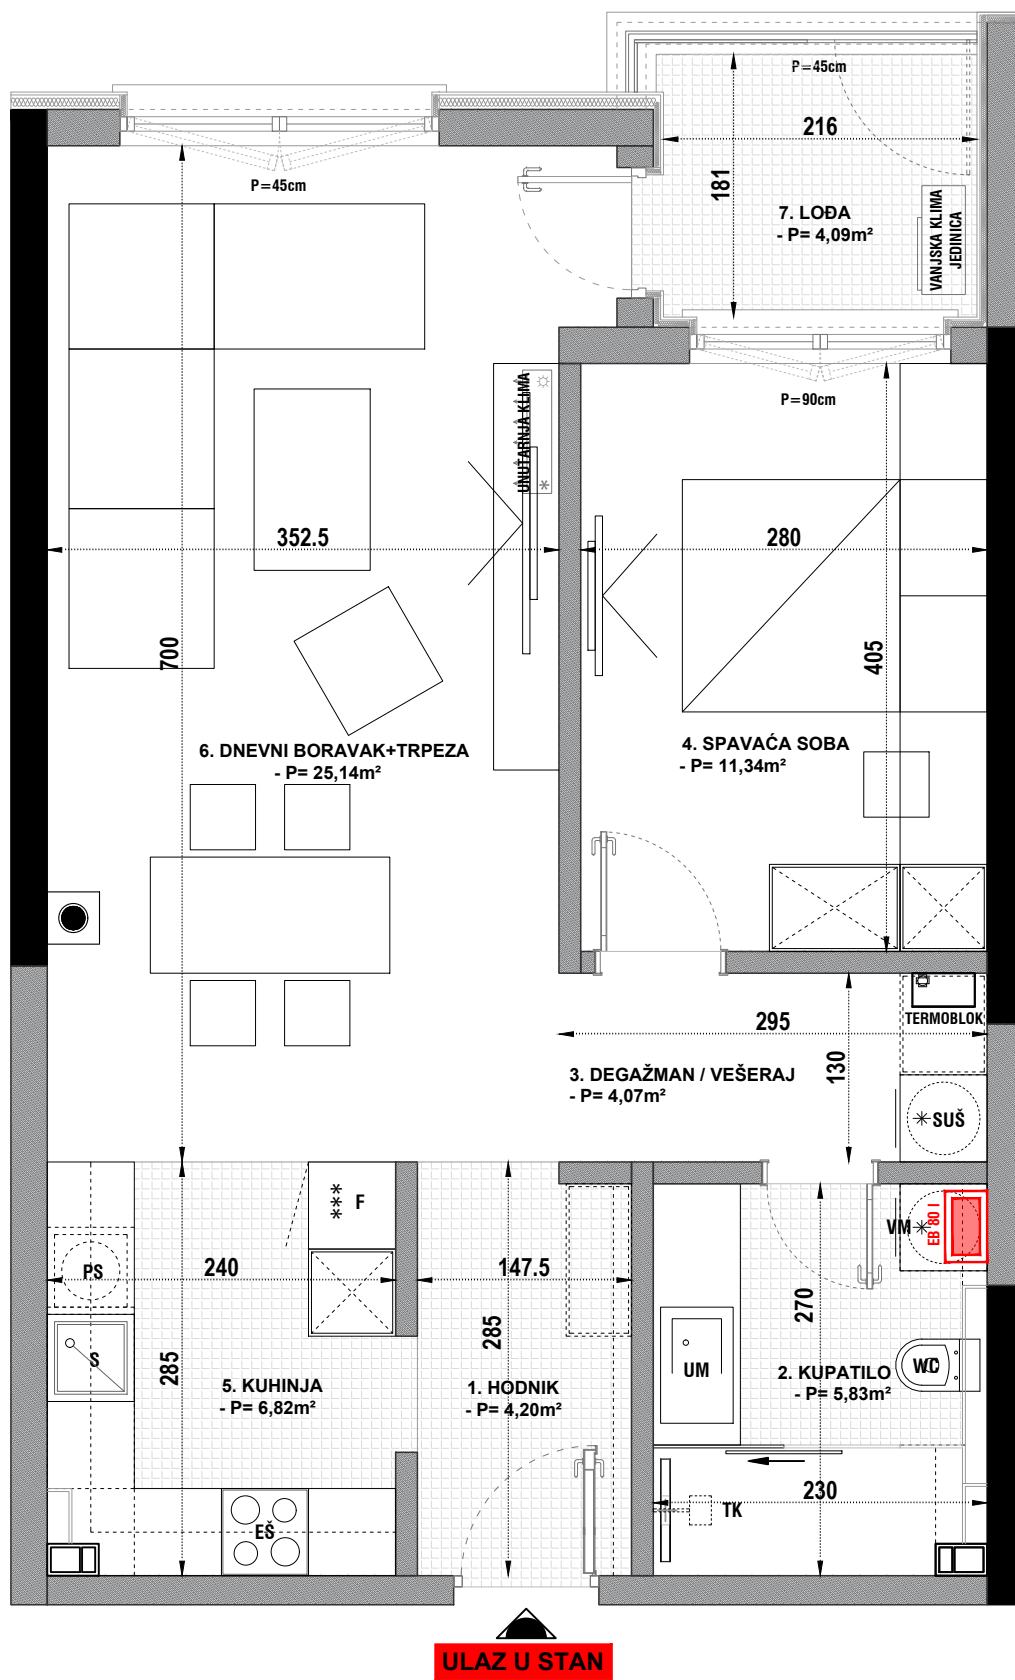 P=45cm
216
181
7. LOĐA
- P= 4,09m²
VANJSKA KLIMA
JEDINICA
P=45cm
UNUTARNJA KLIMA
P=90cm
352.5
280
700
405
6. DNEVNI BORAVAK+TRPEZA
- P= 25,14m²
4. SPAVAĆA SOBA
- P= 11,34m²
295
TERMOBLOK
130
3. DEGAŽMAN / VEŠERAJ
- P= 4,07m²
SUŠ
F
VM
EB 80 I
PS
240
147.5
270
285
285
S
UM
WC
5. KUHINJA
- P= 6,82m²
1. HODNIK
- P= 4,20m²
2. KUPATILO
- P= 5,83m²
230
TK
EŠ
ULAZ U STAN